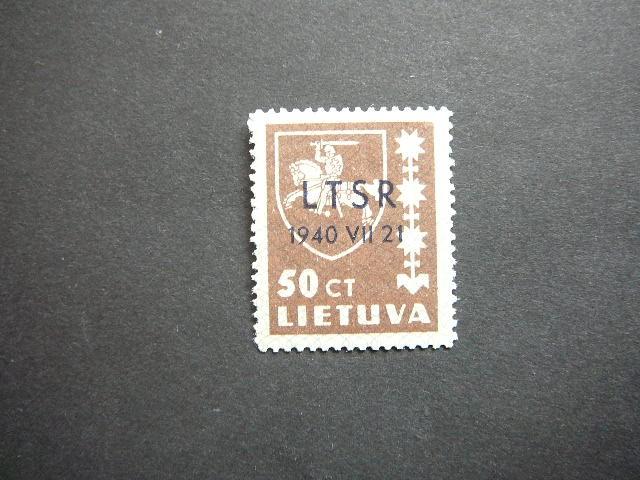 LTSR
1940 VII 21
50 CT
LIETUVA